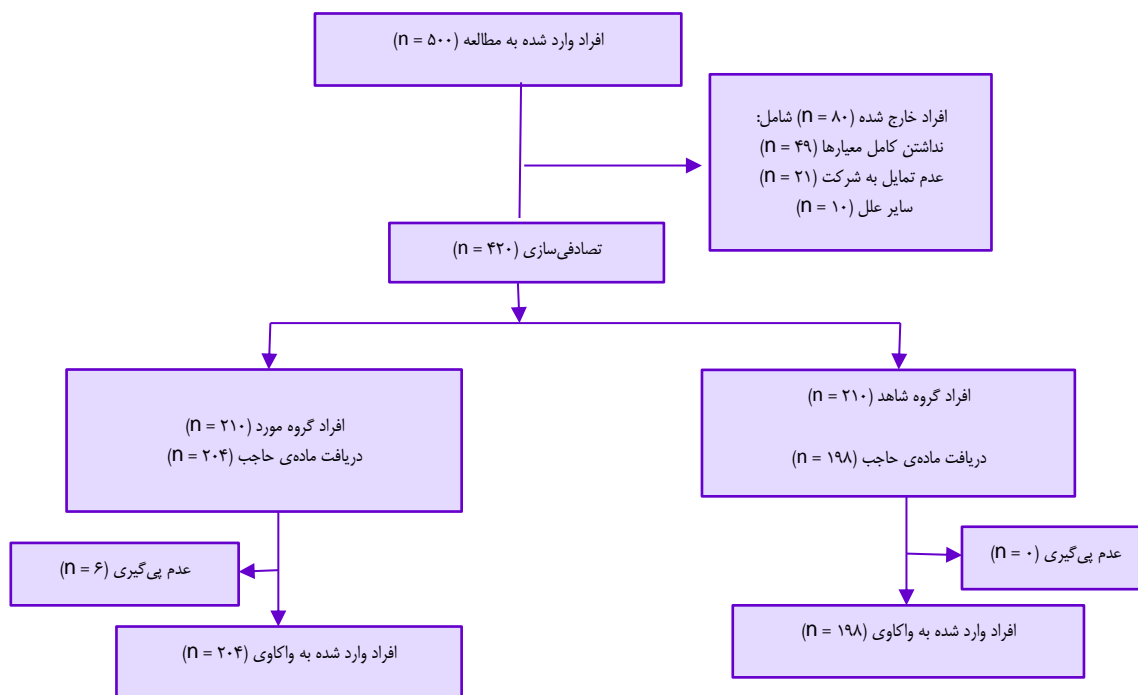 افراد وارد شده به مطالعه (n = ۵۰۰)
افراد خارج شده (n = ۸۰) شامل:
نداشتن کامل معیارها (n = ۴۹)
عدم تمایل به شرکت (n = ۲۱)
سایر علل (n = ۱۰)
تصادفی‌سازی (n = ۴۲۰)
افراد گروه شاهد (n = ۲۱۰)
دریافت ماده‌ی حاجب (n = ۱۹۸)
افراد گروه مورد (n = ۲۱۰)
دریافت ماده‌ی حاجب (n = ۲۰۴)
عدم پی‌گیری (n = ۰)
عدم پی‌گیری (n = ۶)
افراد وارد شده به واکاوی (n = ۱۹۸)
افراد وارد شده به واکاوی (n = ۲۰۴)